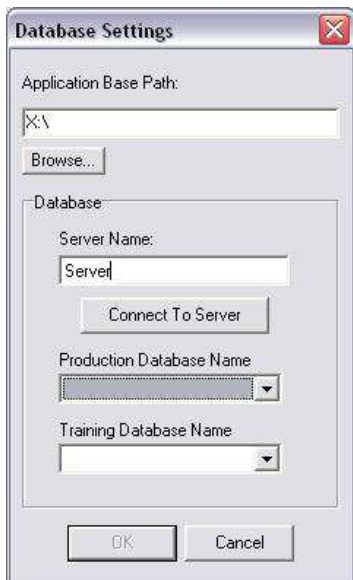 Database Settings
Application Base Path:
X:\
Browse...
Database
Server Name:
Server
Connect To Server
Production Database Name
Training Database Name
OK
Cancel